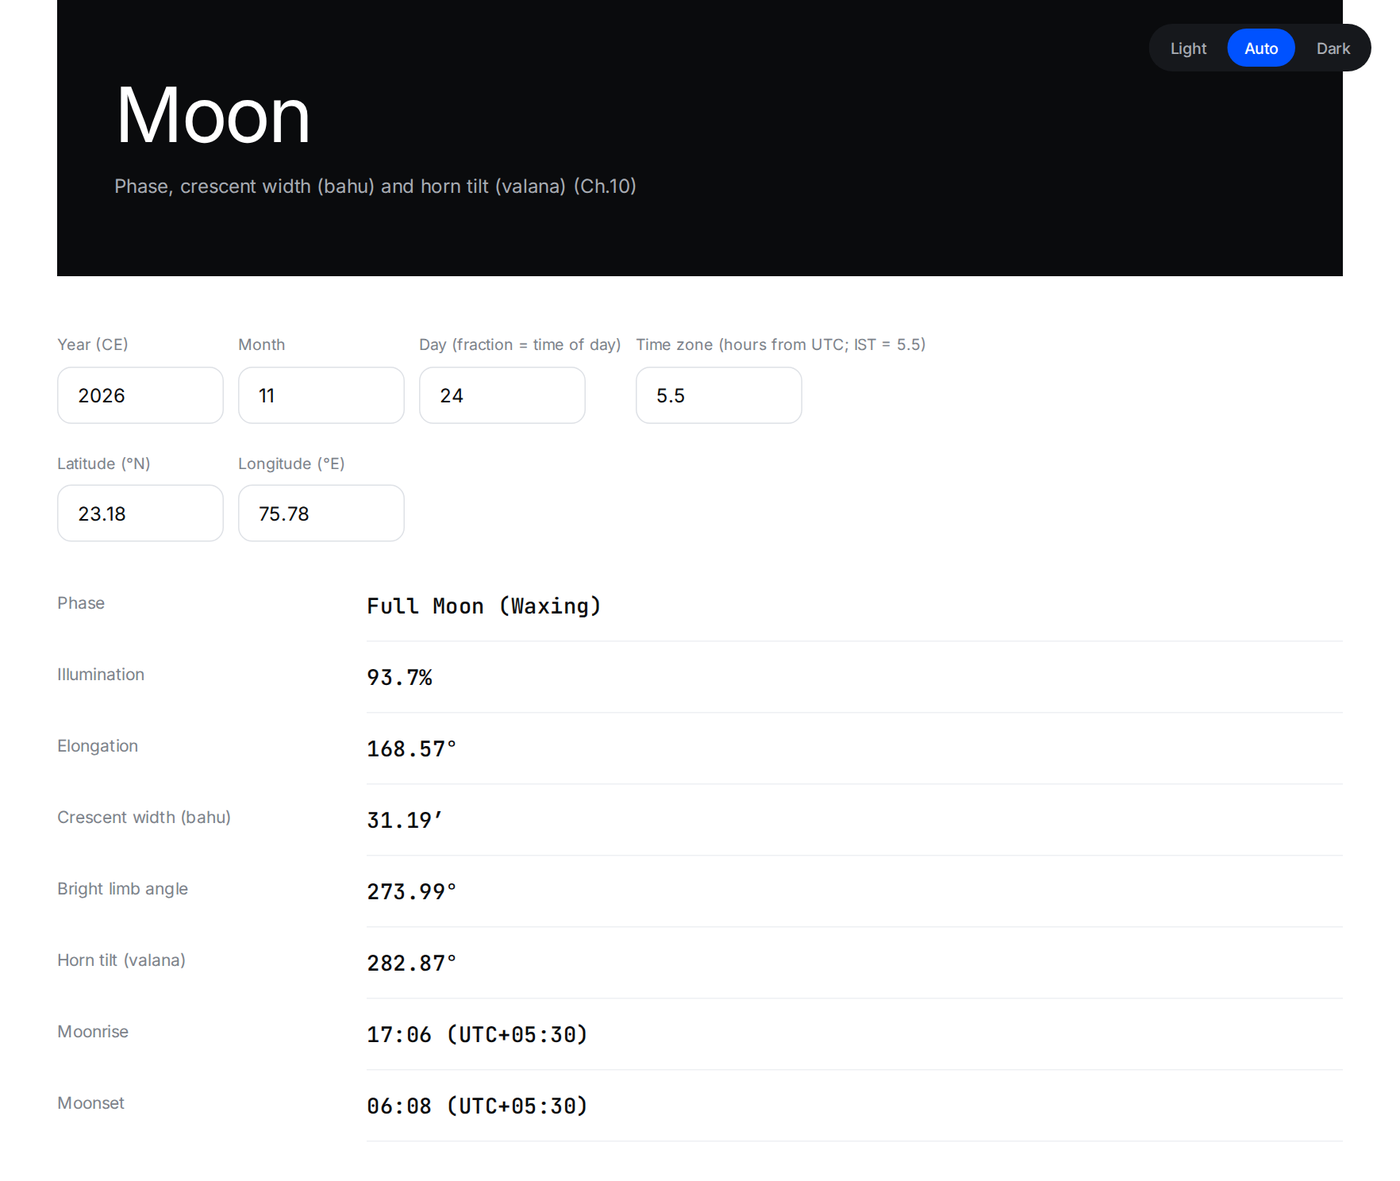 Light Auto Dark
Moon
Phase, crescent width (bahu) and horn tilt (valana) (Ch.10)
Year (CE) Month Day (fraction = time of day) Time zone (hours from UTC; IST = 5.5)
2026 11 24 5.5
Latitude (°N) Longitude (°E)
23.18 75.78
Phase Full Moon (Waxing)
Illumination 93.7%
Elongation 168.57°
Crescent width (bahu) 31.19′
Bright limb angle 273.99°
Horn tilt (valana) 282.87°
Moonrise 17:06 (UTC+05:30)
Moonset 06:08 (UTC+05:30)